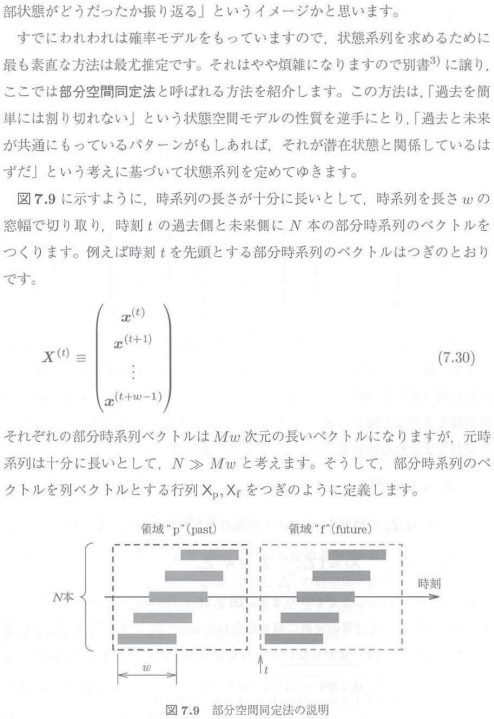 部状態がどうだったか振り返る」というイメージかと思います。
すでにわれわれは確率モデルをもっていますので，状態系列を求めるために
最も素直な方法は最尤推定です。それはやや煩雑になりますので別書3) に譲り，
ここでは部分空間同定法と呼ばれる方法を紹介します。この方法は，「過去を簡
単には割り切れない」という状態空間モデルの性質を逆手にとり，「過去と未来
が共通にもっているパターンがもしあれば，それが潜在状態と関係しているは
ずだ」という考えに基づいて状態系列を定めてゆきます。
図7.9 に示すように，時系列の長さが十分に長いとして，時系列を長さ w の
窓幅で切り取り，時刻 t の過去側と未来側に N 本の部分時系列のベクトルを
つくります。例えば時刻 t を先頭とする部分時系列のベクトルはつぎのとおり
です。
x(t)
x(t+1)
X(t) ≡ (7.30)
⋮
x(t+w−1)
それぞれの部分時系列ベクトルは Mw 次元の長いベクトルになりますが，元時
系列は十分に長いとして，N ≫ Mw と考えます。そうして，部分時系列のベ
クトルを列ベクトルとする行列 Xp, Xf をつぎのように定義します。
領域“p”(past) 領域“f”(future)
N本 時刻
w t
図 7.9 部分空間同定法の説明